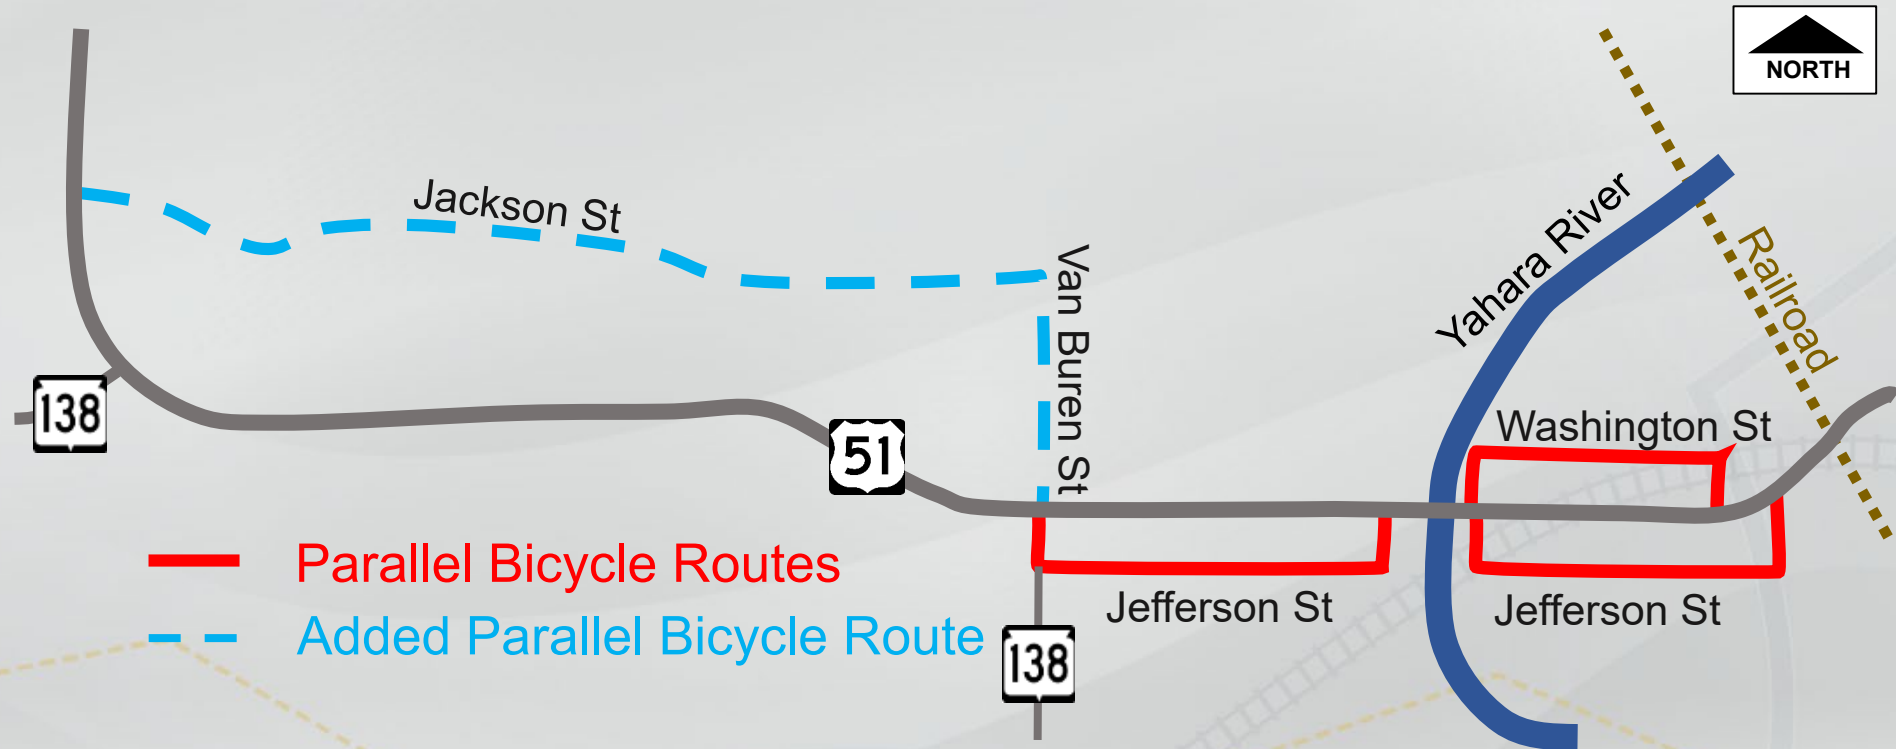 NORTH
Jackson St
Yahara River
Railroad
Van Buren St
138
51
Washington St
Parallel Bicycle Routes
Added Parallel Bicycle Route
Jefferson St
Jefferson St
138